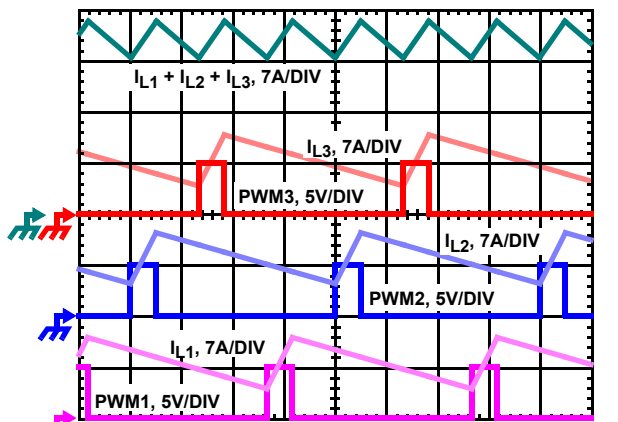 IL1 + IL2 + IL3, 7A/DIV
IL3, 7A/DIV
PWM3, 5V/DIV
IL2, 7A/DIV
PWM2, 5V/DIV
IL1, 7A/DIV
PWM1, 5V/DIV